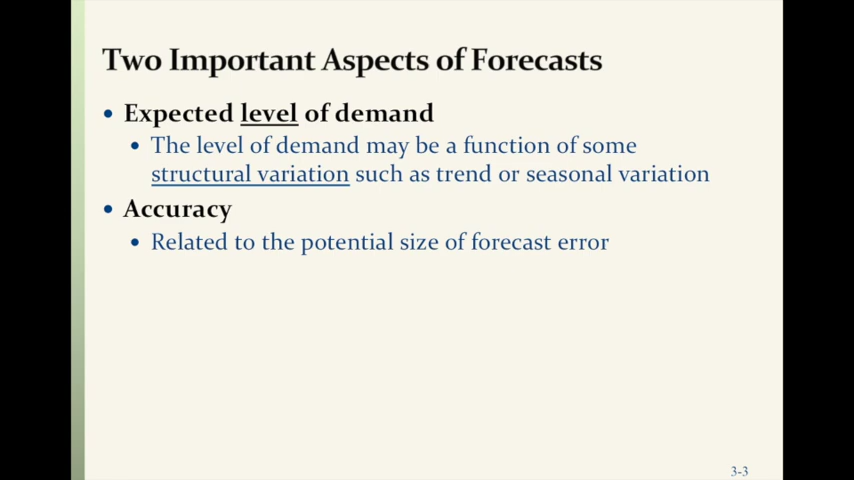 Two Important Aspects of Forecasts
• Expected level of demand
• The level of demand may be a function of some
structural variation such as trend or seasonal variation
• Accuracy
• Related to the potential size of forecast error
3-3